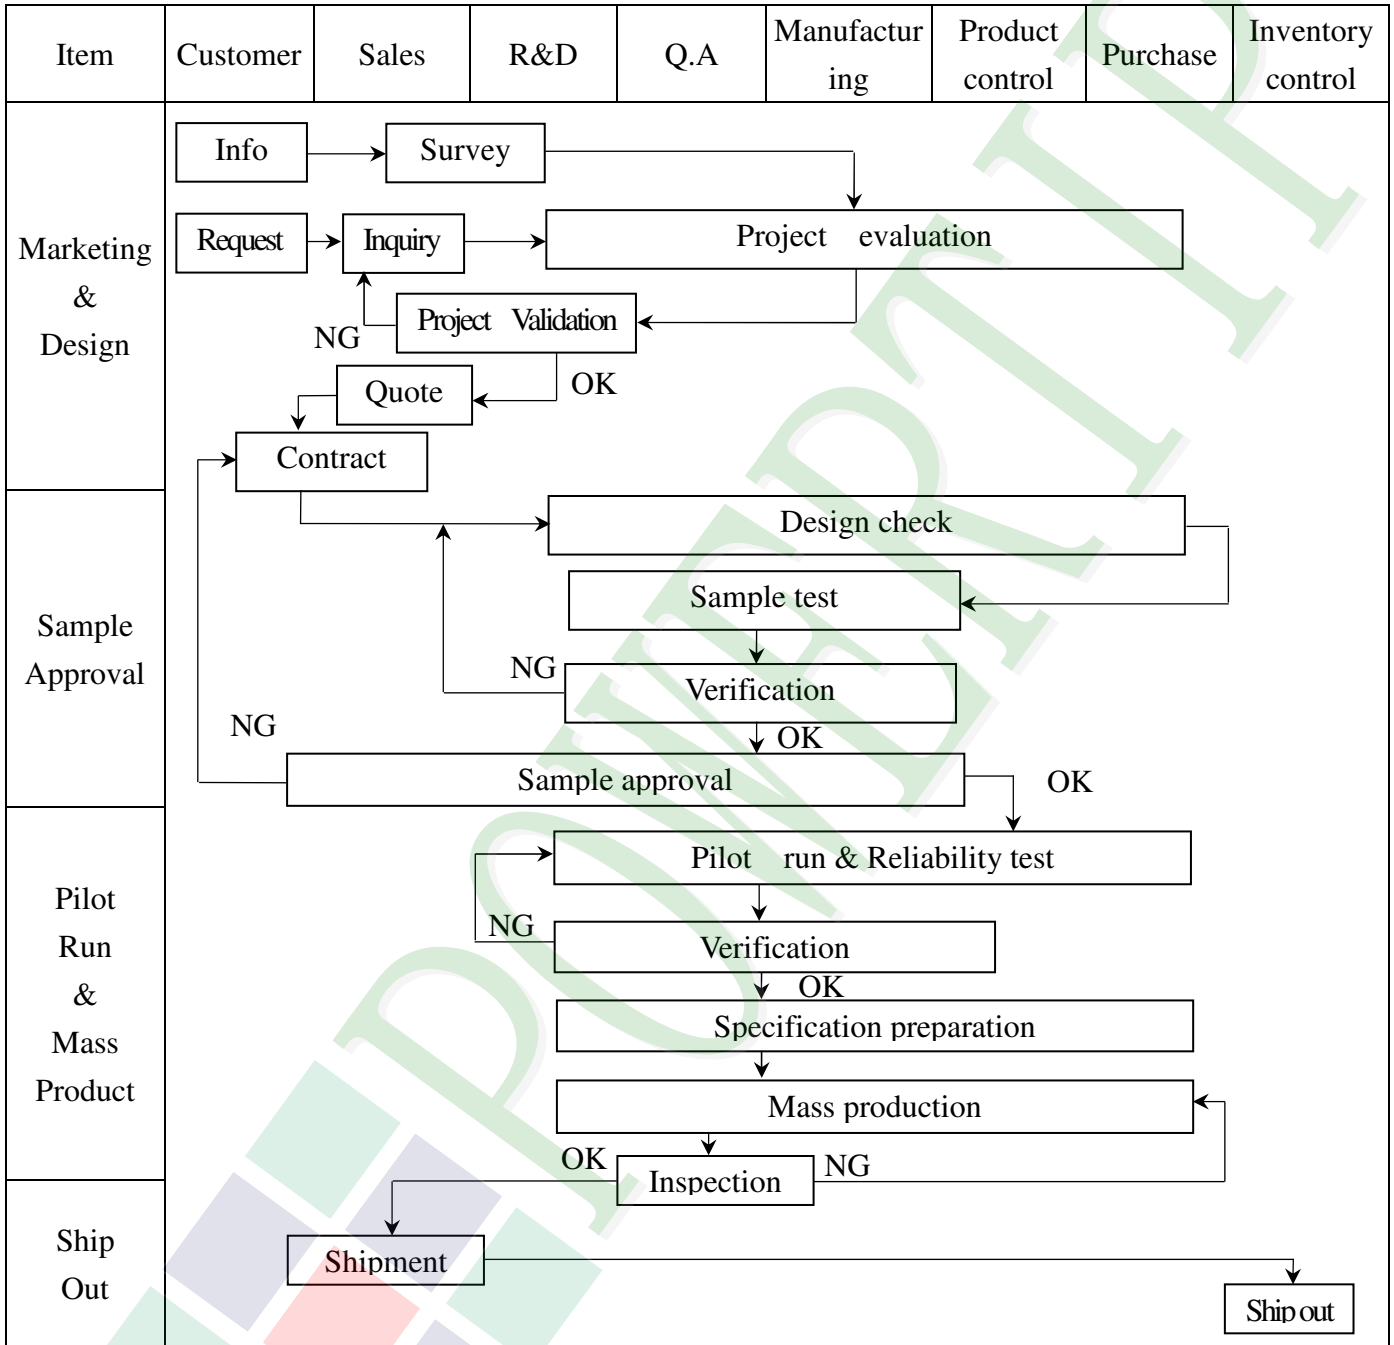 Item
Customer
Sales
R&D
Q.A
Manufactur
ing
Product
control
Purchase
Inventory
control
Marketing
&
Design
Info
Survey
Request
Inquiry
Project evaluation
NG
Project Validation
Quote
OK
Contract
Sample
Approval
Design check
Sample test
NG
Verification
NG
OK
Sample approval
OK
Pilot
Run
&
Mass
Product
Pilot run & Reliability test
NG
Verification
OK
Specification preparation
Mass production
OK
Inspection
NG
Ship
Out
Shipment
Ship out
POWERTIP